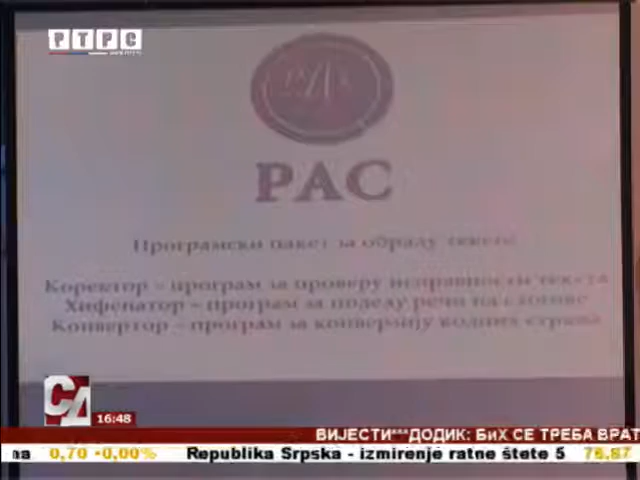 РТРС
РАС
Програмски пакет за обраду текста
Коректор – програм за проверу исправности текста
Хифенатор – програм за поделу речи на слогове
Конвертор – програм за конверзију кодних страна
СД
16:48
ВИЈЕСТИ***ДОДИК: БиХ СЕ ТРЕБА ВРАТ
na 0,70 -0,00% Republika Srpska - izmirenje ratne štete 5 76,87